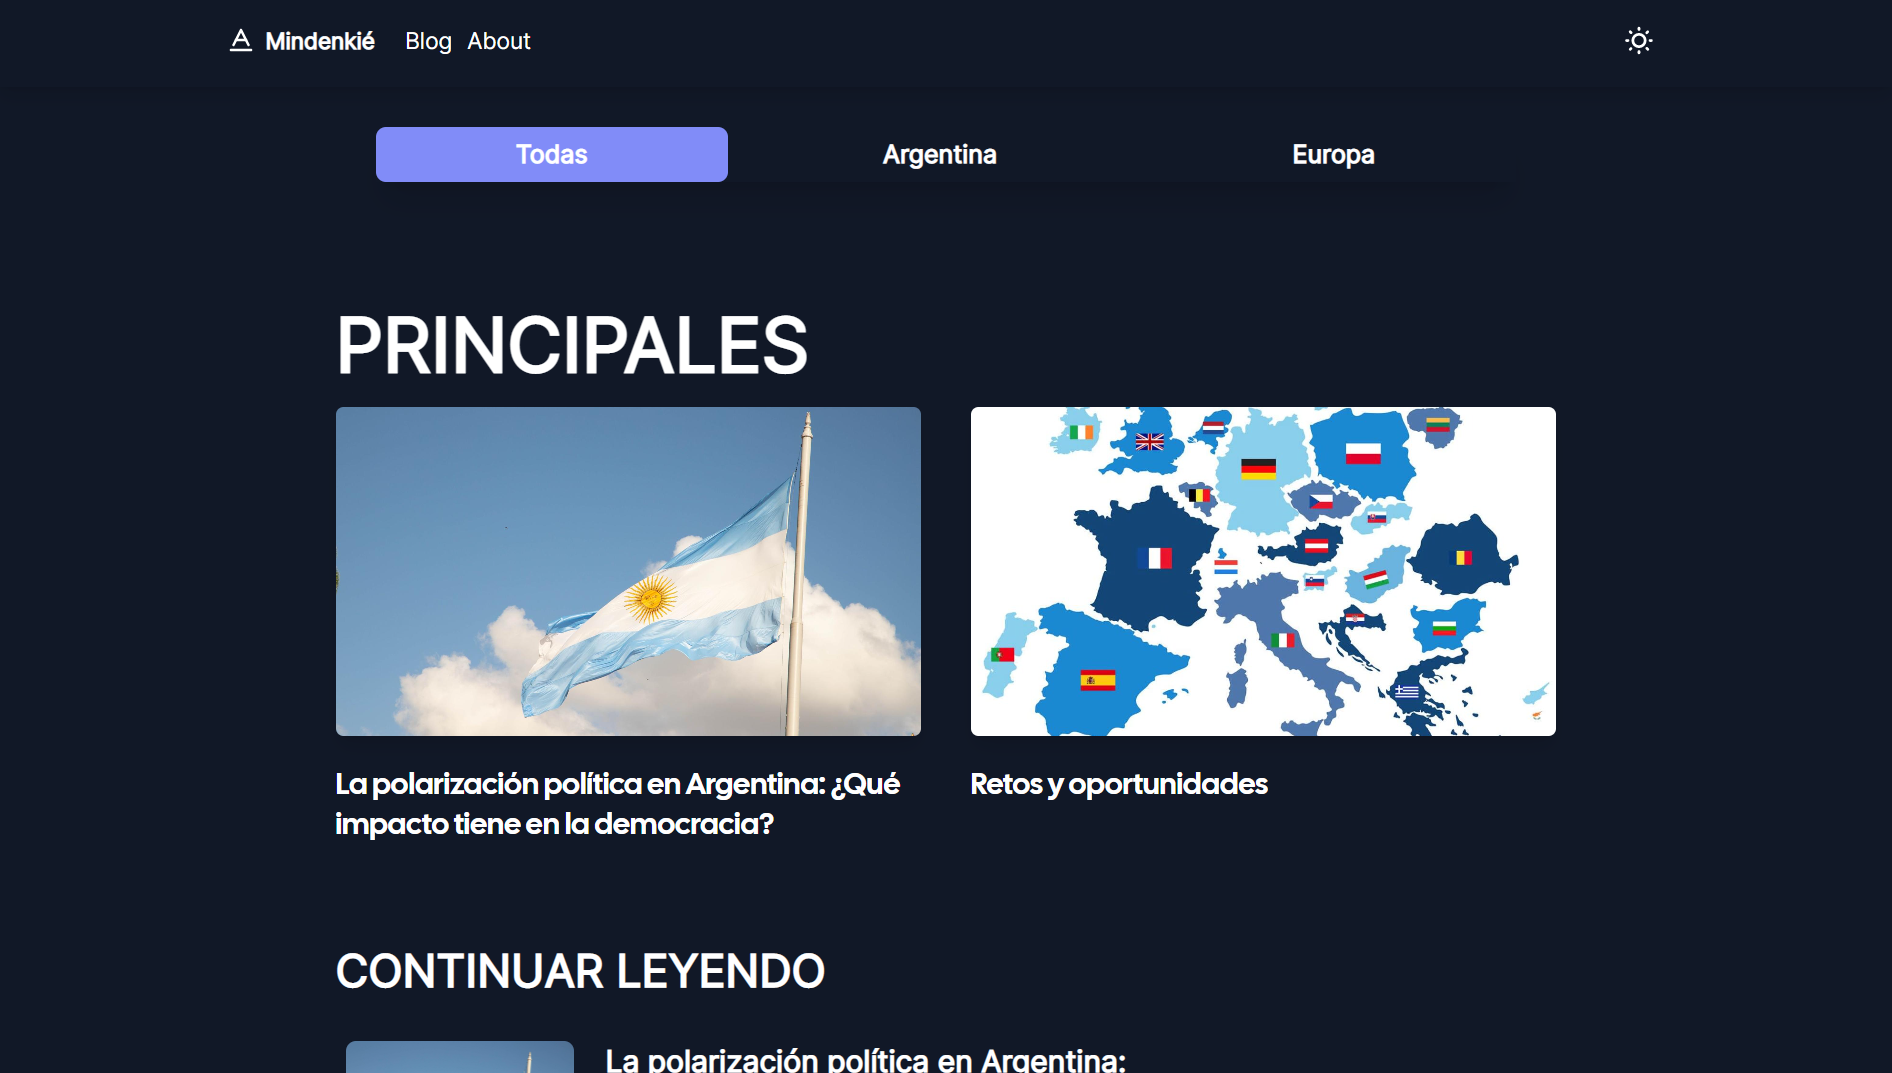 Mindenkié Blog About
Todas Argentina Europa
PRINCIPALES
La polarización política en Argentina: ¿Qué
impacto tiene en la democracia?
Retos y oportunidades
CONTINUAR LEYENDO
La polarización política en Argentina: